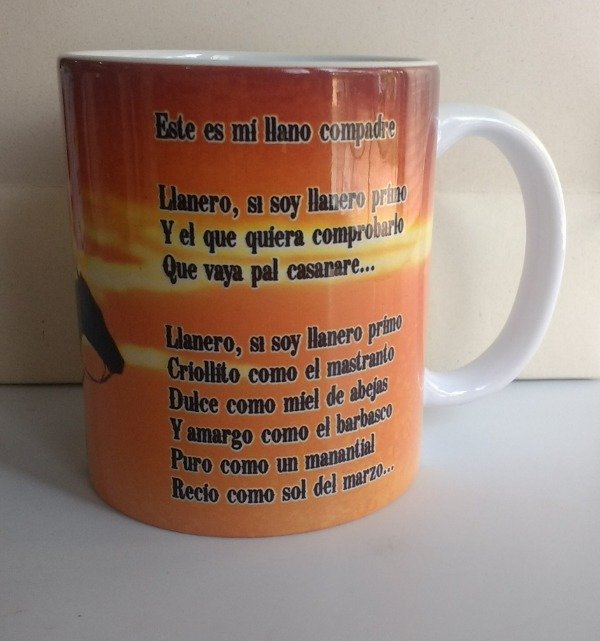 Este es mi llano compadre
Llanero, si soy llanero primo
Y el que quiera comprobarlo
Que vaya pal casanare...
Llanero, si soy llanero primo
Criollito como el mastranto
Dulce como miel de abejas
Y amargo como el barbasco
Puro como un manantial
Recio como sol del marzo...